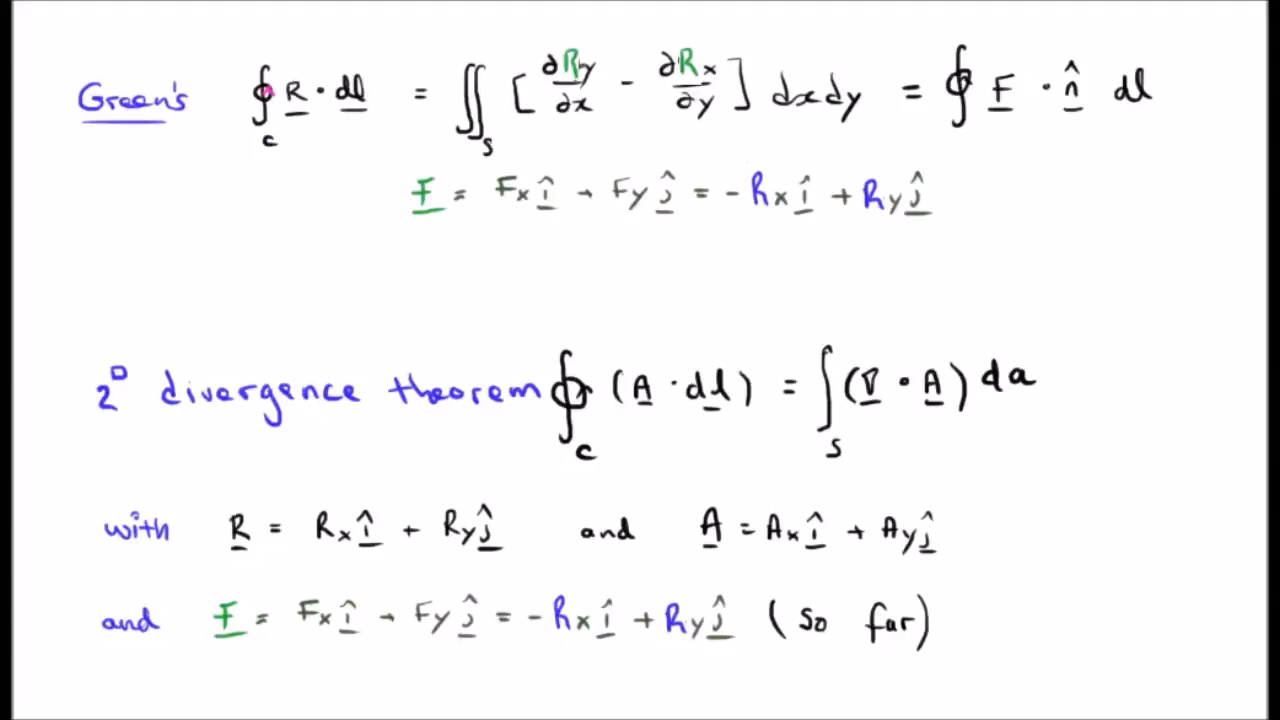 Green's ∮_C R · dl = ∬_S [∂Ry/∂x - ∂Rx/∂y] dxdy = ∮ F · n̂ dl
F = Fx î + Fy ĵ = -Rx î + Ry ĵ
2D divergence theorem ∮_C (A · dl) = ∫_S (∇ · A) da
with R = Rx î + Ry ĵ and A = Ax î + Ay ĵ
and F = Fx î + Fy ĵ = -Rx î + Ry ĵ (so far)